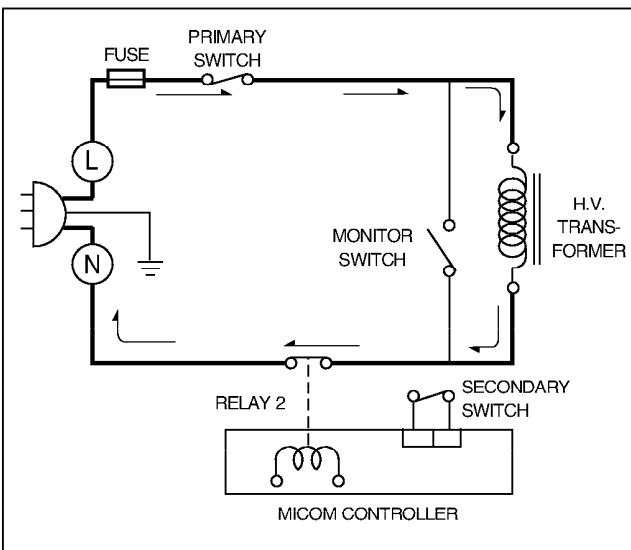 PRIMARY
SWITCH
FUSE
L
N
MONITOR
SWITCH
H.V.
TRANS-
FORMER
RELAY 2
SECONDARY
SWITCH
MICOM CONTROLLER